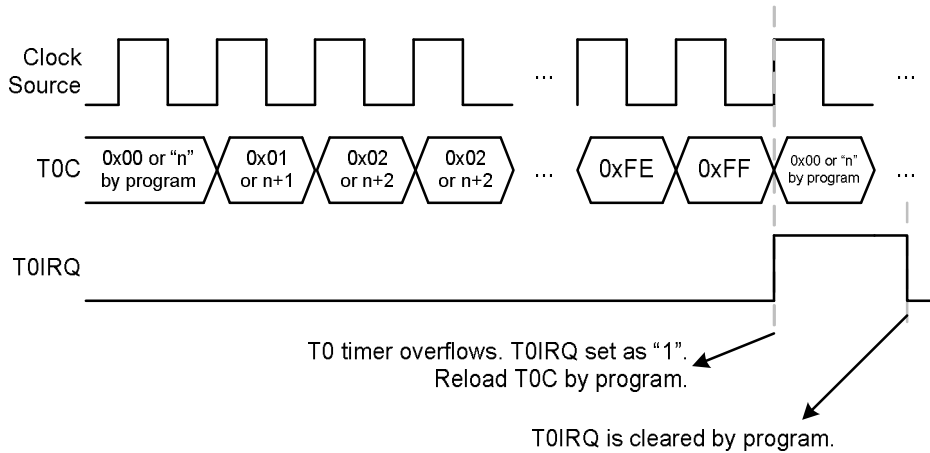 Clock
Source
...
...
T0C
0x00 or “n”
by program
0x01
or n+1
0x02
or n+2
0x02
or n+2
...
0xFE
0xFF
0x00 or “n”
by program
...
T0IRQ
T0 timer overflows. T0IRQ set as “1”.
Reload T0C by program.
T0IRQ is cleared by program.